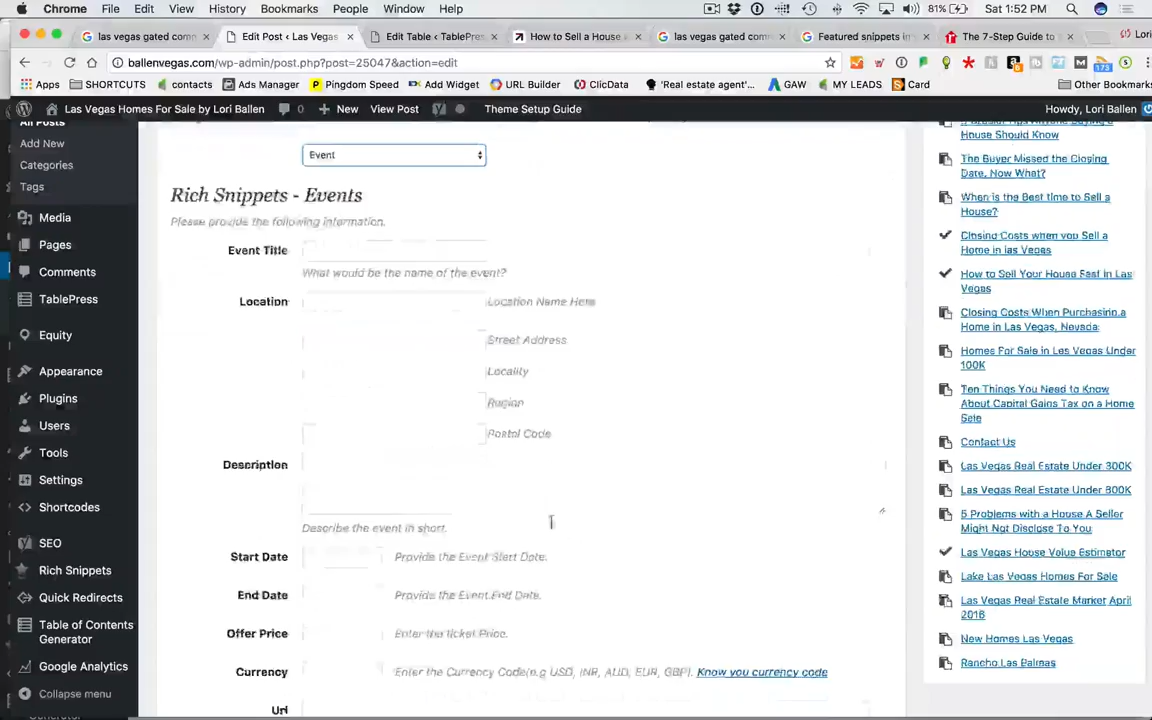 Chrome File Edit View History Bookmarks People Window Help 81% Sat 1:52 PM
las vegas gated com Edit Post ‹ Las Vegas Edit Table ‹ TablePres How to Sell a House las vegas gated com Featured snippets in The 7-Step Guide to Lori
ballenvegas.com/wp-admin/post.php?post=25047&action=edit
Apps SHORTCUTS contacts Ads Manager Pingdom Speed Add Widget URL Builder ClicData 'Real estate agent' GAW MY LEADS Card Other Bookmarks
Las Vegas Homes For Sale by Lori Ballen 0 New View Post Theme Setup Guide Howdy, Lori Ballen
All Posts
Add New
Categories
Tags
Media
Pages
Comments
TablePress
Equity
Appearance
Plugins
Users
Tools
Settings
Shortcodes
SEO
Rich Snippets
Quick Redirects
Table of Contents
Generator
Google Analytics
Collapse menu
Event
Rich Snippets - Events
Please provide the following information.
Event Title
What would be the name of the event?
Location Location Name Here
Street Address
Locality
Region
Postal Code
Description
Describe the event in short.
Start Date Provide the Event Start Date.
End Date Provide the Event End Date.
Offer Price Enter the ticket Price.
Currency Enter the Currency Code(e.g USD, INR, AUD, EUR, GBP). Know you currency code
Url
House Should Know
The Buyer Missed the Closing
Date, Now What?
When is the Best time to Sell a
House?
Closing Costs when you Sell a
Home in las Vegas
How to Sell Your House Fast in Las
Vegas
Closing Costs When Purchasing a
Home in Las Vegas, Nevada:
Homes For Sale in Las Vegas Under
100K
Ten Things You Need to Know
About Capital Gains Tax on a Home
Sale
Contact Us
Las Vegas Real Estate Under 300K
Las Vegas Real Estate Under 800K
5 Problems with a House A Seller
Might Not Disclose To You
Las Vegas House Value Estimator
Lake Las Vegas Homes For Sale
Las Vegas Real Estate Market April
2016
New Homes Las Vegas
Rancho Las Palmas